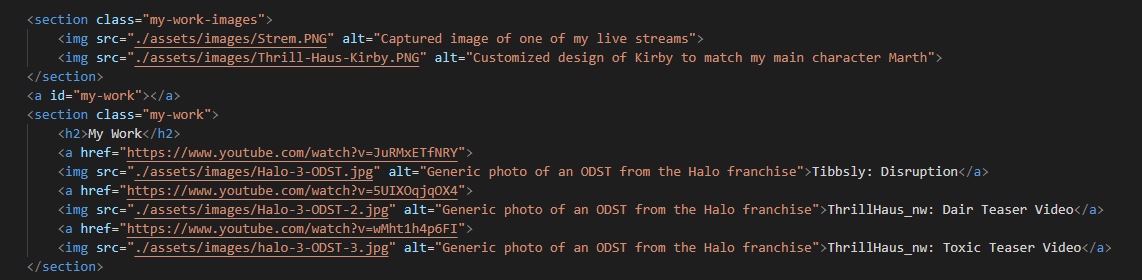 <section class="my-work-images">
<img src="./assets/images/Strem.PNG" alt="Captured image of one of my live streams">
<img src="./assets/images/Thrill-Haus-Kirby.PNG" alt="Customized design of Kirby to match my main character Marth">
</section>
<a id="my-work"></a>
<section class="my-work">
<h2>My Work</h2>
<a href="https://www.youtube.com/watch?v=JuRMxETfNRY">
<img src="./assets/images/Halo-3-ODST.jpg" alt="Generic photo of an ODST from the Halo franchise">Tibbsly: Disruption</a>
<a href="https://www.youtube.com/watch?v=5UIXOqjqOX4">
<img src="./assets/images/Halo-3-ODST-2.jpg" alt="Generic photo of an ODST from the Halo franchise">ThrillHaus_nw: Dair Teaser Video</a>
<a href="https://www.youtube.com/watch?v=wMht1h4p6FI">
<img src="./assets/images/halo-3-ODST-3.jpg" alt="Generic photo of an ODST from the Halo franchise">ThrillHaus_nw: Toxic Teaser Video</a>
</section>